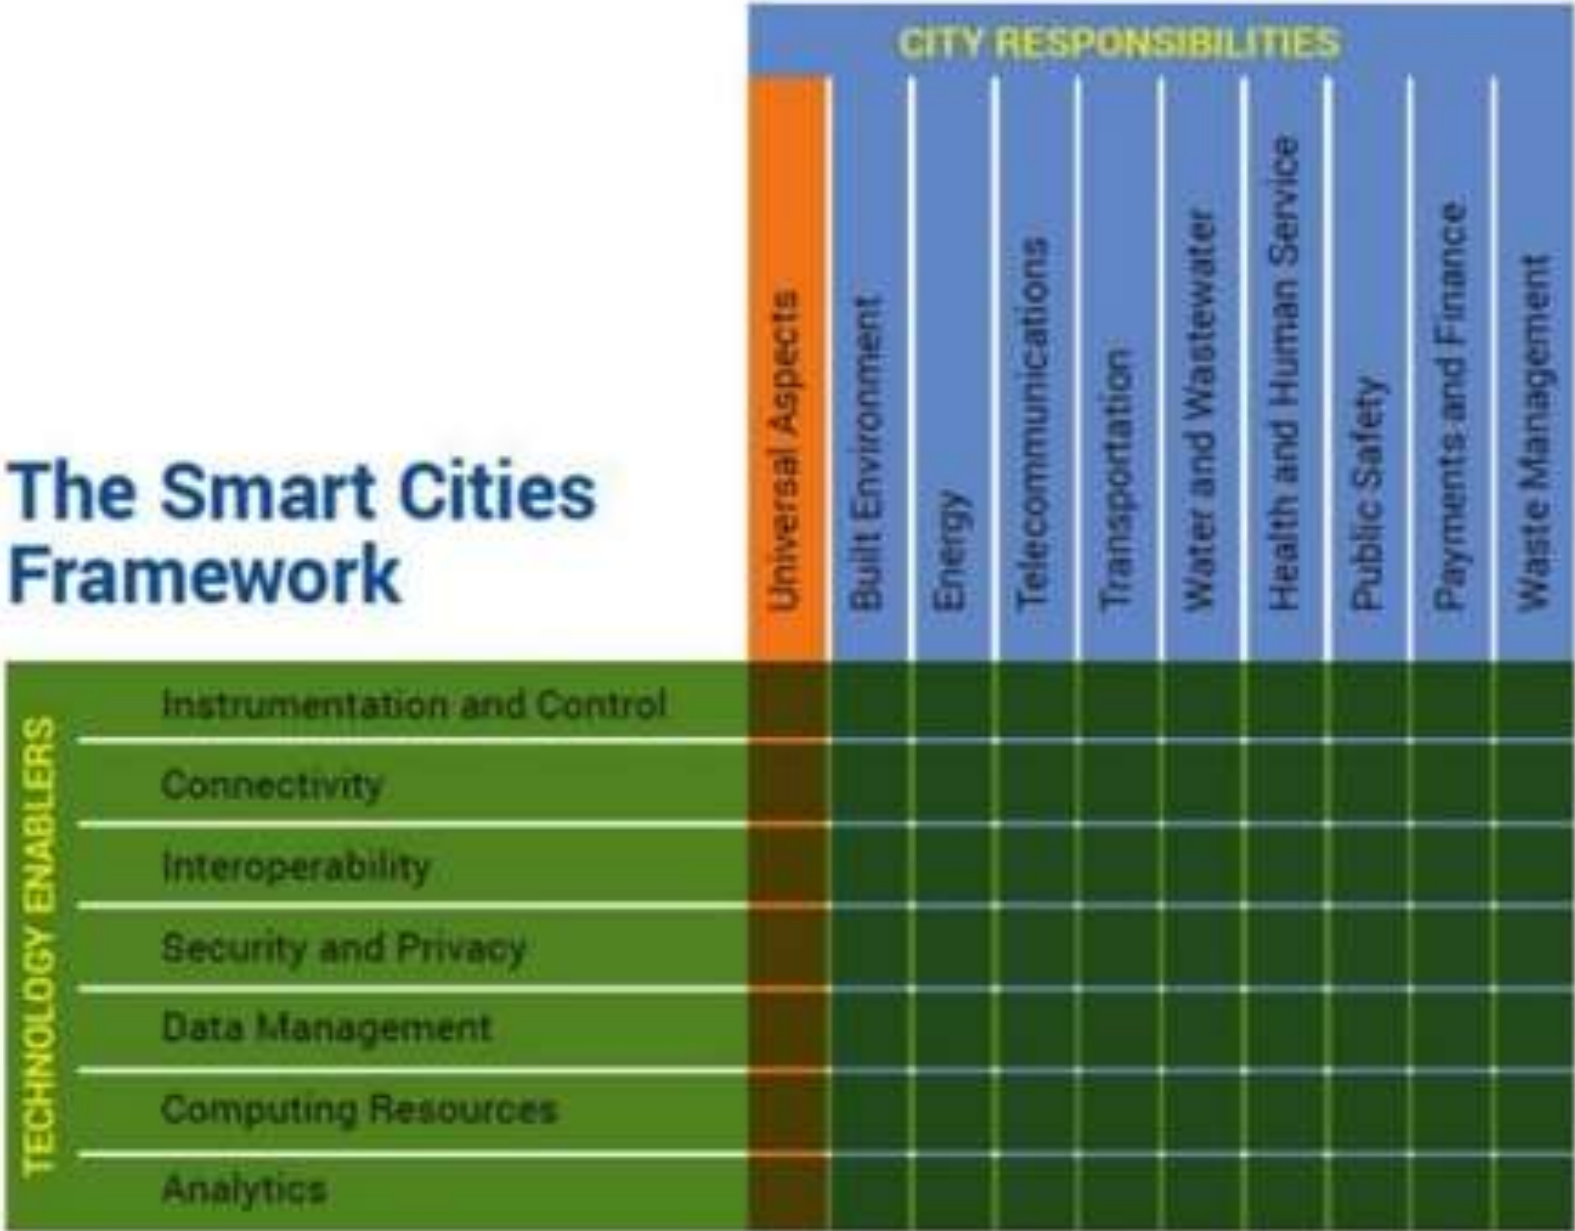 CITY RESPONSIBILITIES
Universal Aspects
Built Environment
Energy
Telecommunications
Transportation
Water and Wastewater
Health and Human Service
Public Safety
Payments and Finance
Waste Management
The Smart Cities
Framework
TECHNOLOGY ENABLERS
Instrumentation and Control
Connectivity
Interoperability
Security and Privacy
Data Management
Computing Resources
Analytics